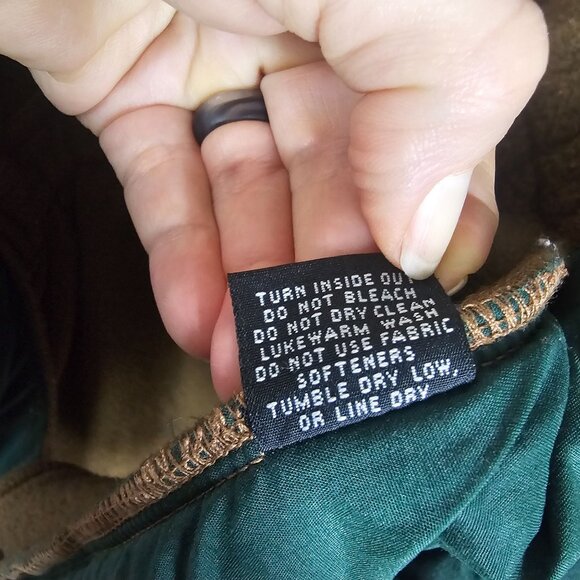 TURN INSIDE OUT
DO NOT BLEACH
DO NOT DRY CLEAN
LUKEWARM WASH
DO NOT USE FABRIC
SOFTENERS
TUMBLE DRY LOW,
OR LINE DRY